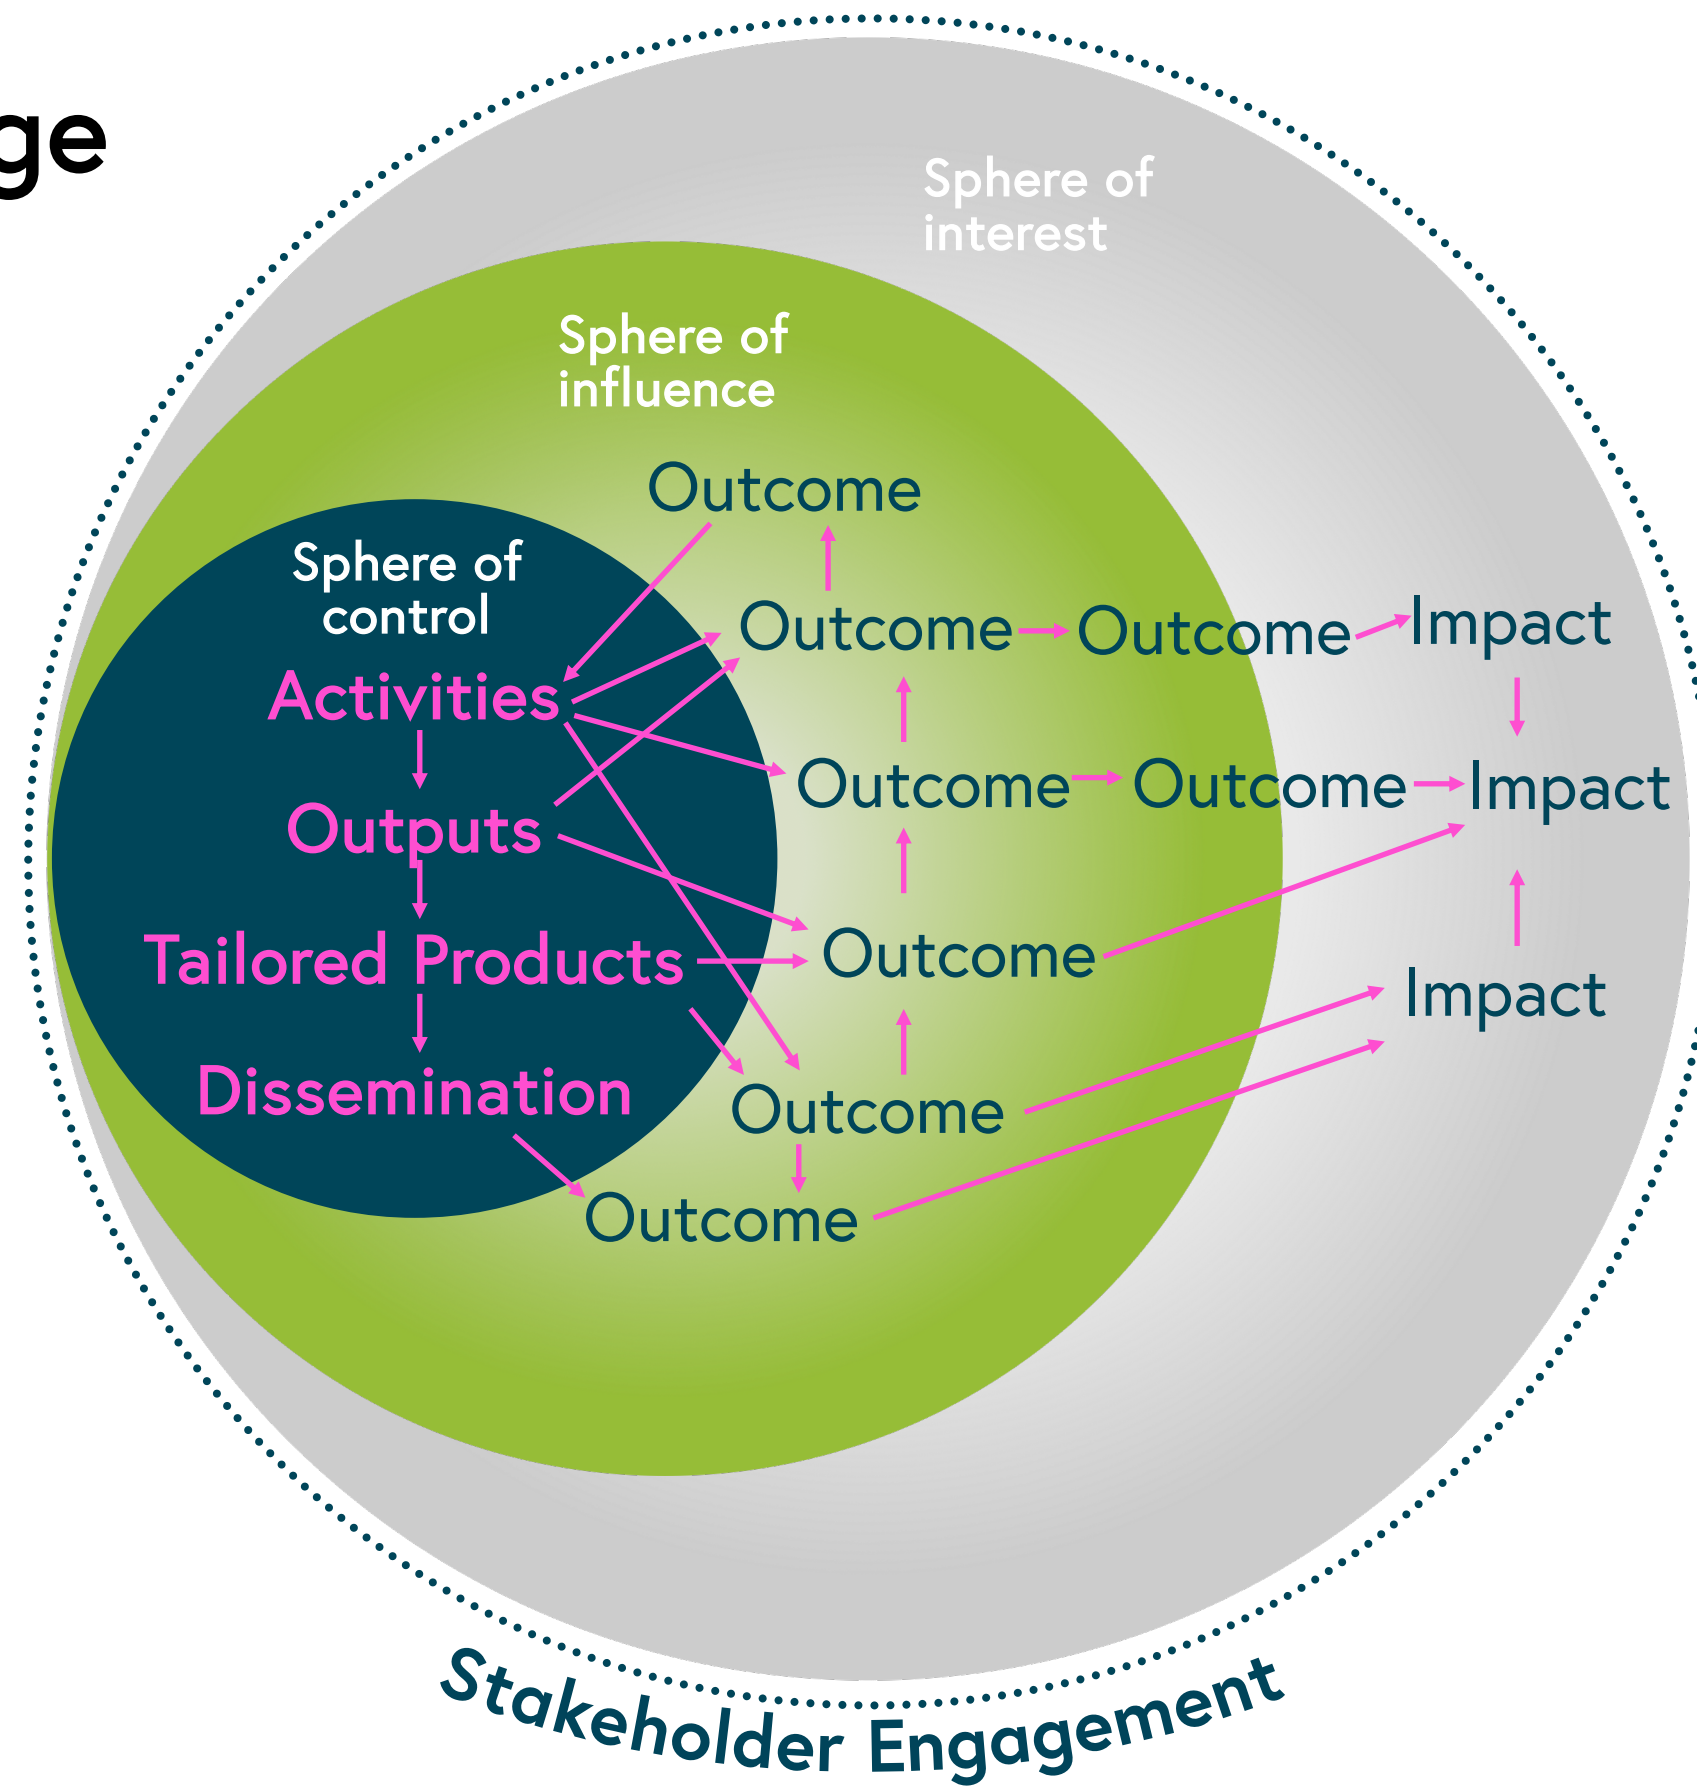 ge
Sphere of
interest
Sphere of
influence
Outcome
Sphere of
control
Outcome
Outcome
Impact
Activities
Outcome
Outcome
Impact
Outputs
Outcome
Tailored Products
Impact
Outcome
Dissemination
Outcome
Stakeholder Engagement